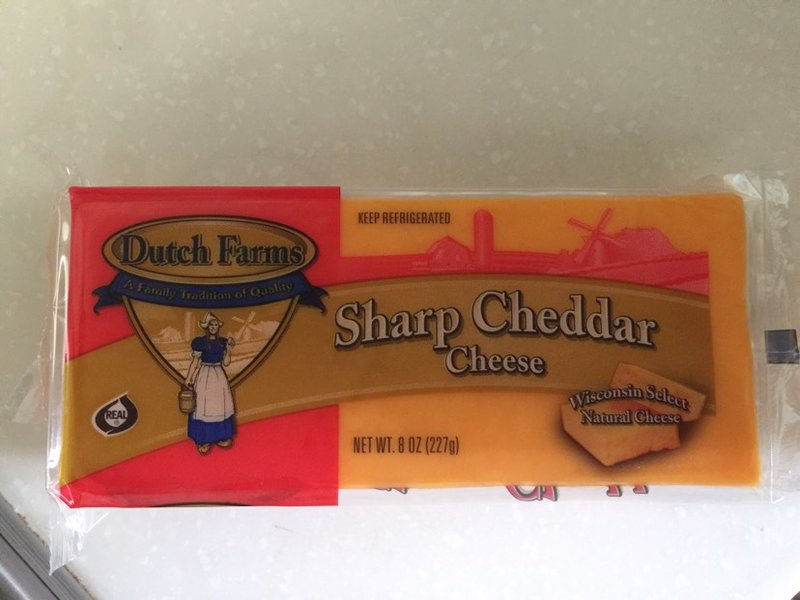 KEEP REFRIGERATED
Dutch Farms
A Family Tradition of Quality
Sharp Cheddar
Cheese
Wisconsin Select
Natural Cheese
REAL
NET WT. 8 OZ (227g)